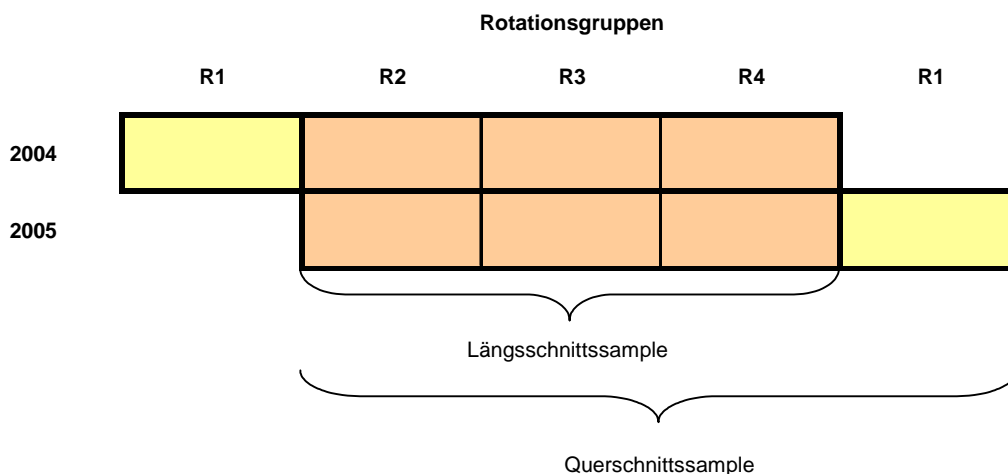 Rotationsgruppen
R1 R2 R3 R4 R1
2004
2005
Längsschnittssample
Querschnittssample